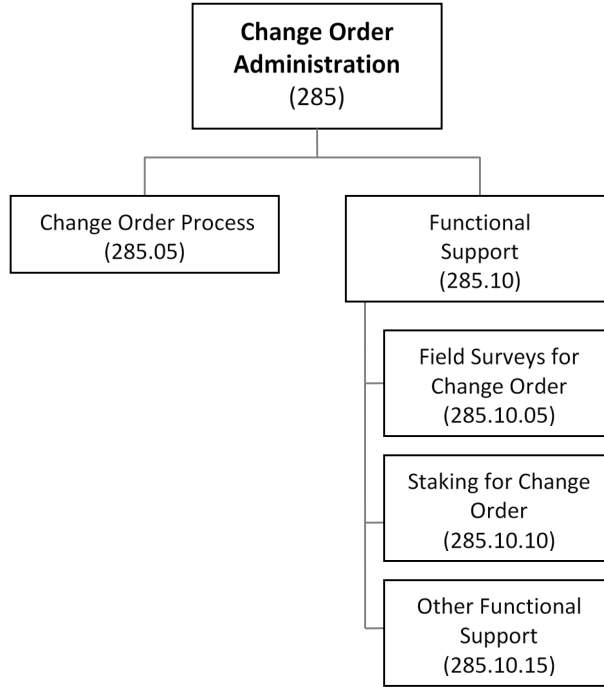 Change Order
Administration
(285)
Change Order Process
(285.05)
Functional
Support
(285.10)
Field Surveys for
Change Order
(285.10.05)
Staking for Change
Order
(285.10.10)
Other Functional
Support
(285.10.15)